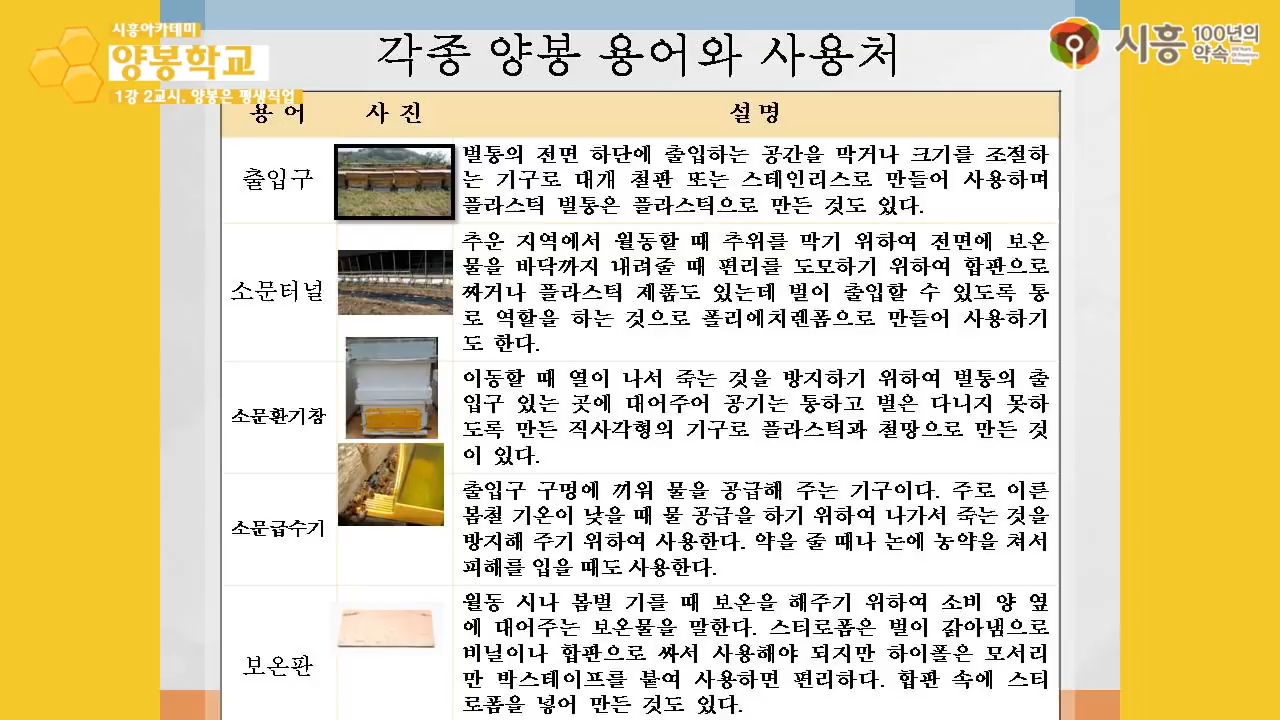 시흥아카데미
양봉학교
1강 2교시. 양봉은 평생직업
각종 양봉 용어와 사용처
시흥 100년의 약속
용 어 사 진 설 명
출입구
벌통의 전면 하단에 출입하는 공간을 막거나 크기를 조절하
는 기구로 대개 철판 또는 스테인리스로 만들어 사용하며
플라스틱 벌통은 플라스틱으로 만든 것도 있다.
소문터널
추운 지역에서 월동할 때 추위를 막기 위하여 전면에 보온
물을 바닥까지 내려줄 때 편리를 도모하기 위하여 합판으로
짜거나 플라스틱 제품도 있는데 벌이 출입할 수 있도록 통
로 역할을 하는 것으로 폴리에치렌폼으로 만들어 사용하기
도 한다.
소문환기창
이동할 때 열이 나서 죽는 것을 방지하기 위하여 벌통의 출
입구 있는 곳에 대어주어 공기는 통하고 벌은 다니지 못하
도록 만든 직사각형의 기구로 플라스틱과 철망으로 만든 것
이 있다.
소문급수기
출입구 구멍에 끼워 물을 공급해 주는 기구이다. 주로 이른
봄철 기온이 낮을 때 물 공급을 하기 위하여 나가서 죽는 것을
방지해 주기 위하여 사용한다. 약을 줄 때나 논에 농약을 쳐서
피해를 입을 때도 사용한다.
보온판
월동 시나 봄벌 기를 때 보온을 해주기 위하여 소비 양 옆
에 대어주는 보온물을 말한다. 스티로폼은 벌이 갉아냄으로
비닐이나 합판으로 싸서 사용해야 되지만 하이폴은 모서리
만 박스테이프를 붙여 사용하면 편리하다. 합판 속에 스티
로폼을 넣어 만든 것도 있다.